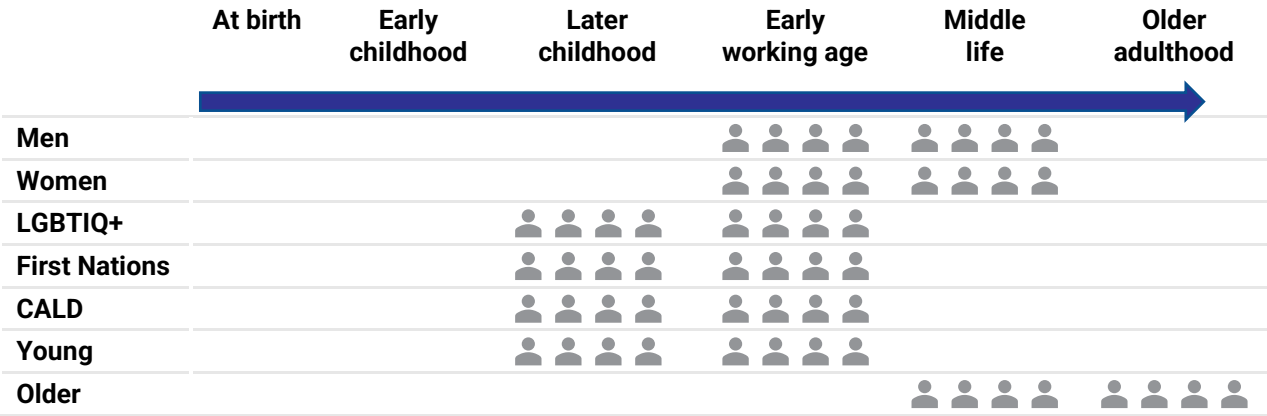 At birth
Early
childhood
Later
childhood
Early
working age
Middle
life
Older
adulthood
Men
Women
LGBTIQ+
First Nations
CALD
Young
Older